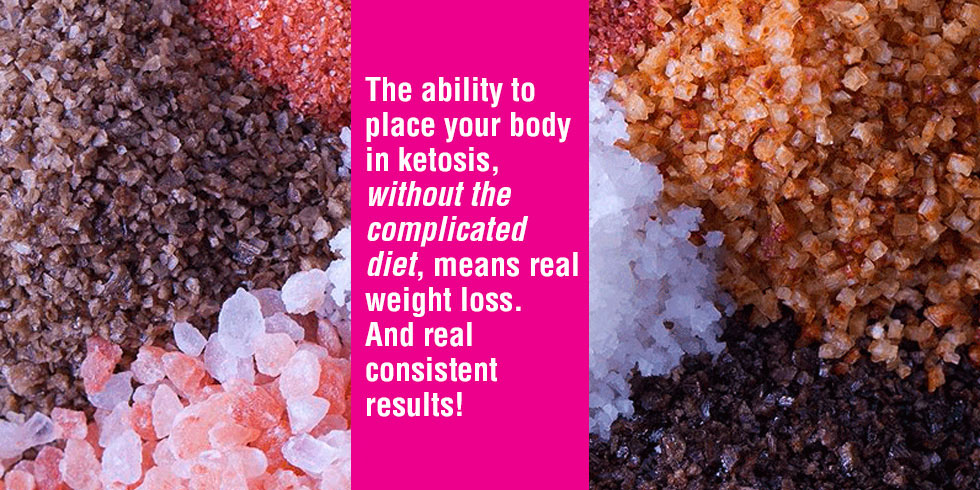 The ability to
place your body
in ketosis,
without the
complicated
diet, means real
weight loss.
And real
consistent
results!